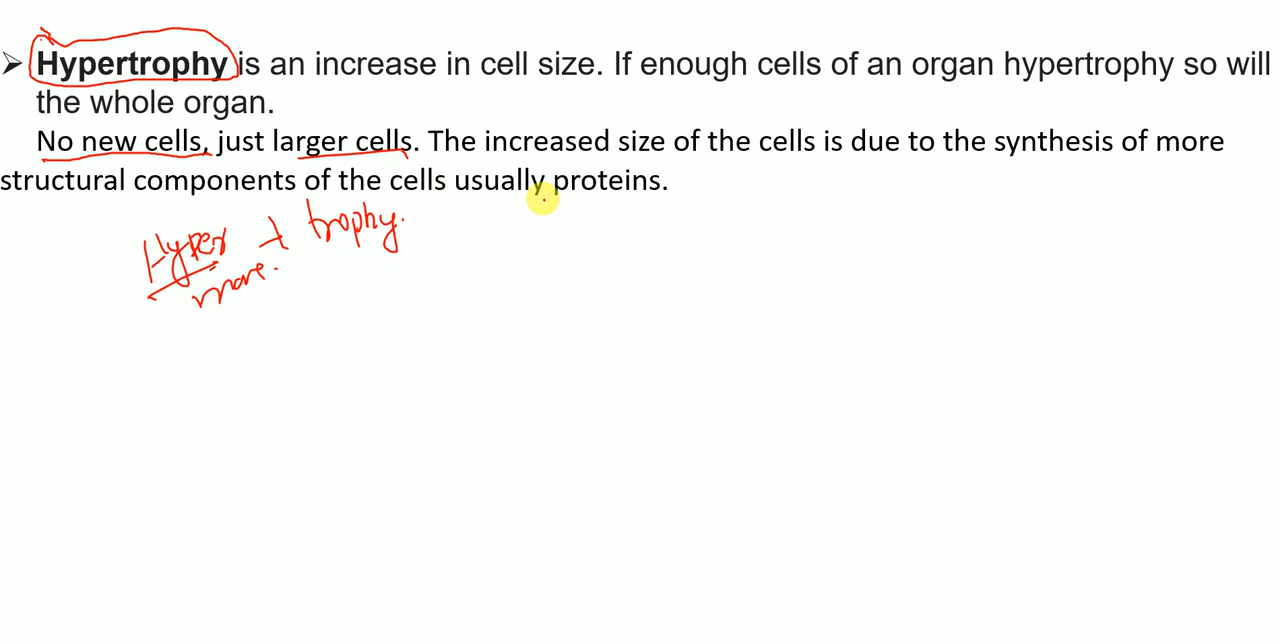 ➤ Hypertrophy is an increase in cell size. If enough cells of an organ hypertrophy so will
the whole organ.
No new cells, just larger cells. The increased size of the cells is due to the synthesis of more
structural components of the cells usually proteins.
Hyper + trophy.
more.